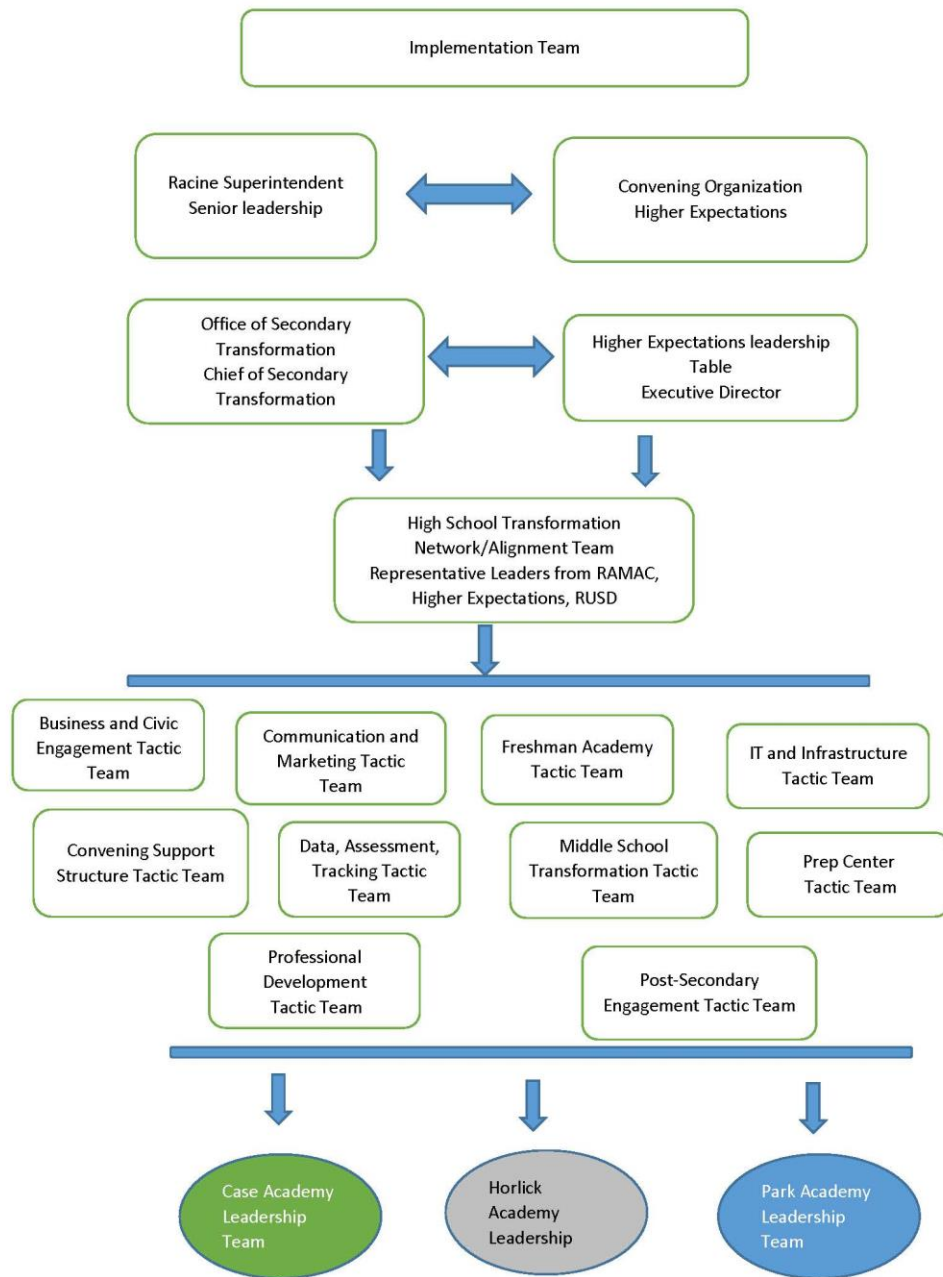 Implementation Team
Racine Superintendent
Senior leadership
Convening Organization
Higher Expectations
Office of Secondary
Transformation
Chief of Secondary
Transformation
Higher Expectations leadership
Table
Executive Director
High School Transformation
Network/Alignment Team
Representative Leaders from RAMAC,
Higher Expectations, RUSD
Business and Civic
Engagement Tactic
Team
Communication and
Marketing Tactic
Team
Freshman Academy
Tactic Team
IT and Infrastructure
Tactic Team
Convening Support
Structure Tactic Team
Data, Assessment,
Tracking Tactic
Team
Middle School
Transformation Tactic
Team
Prep Center
Tactic Team
Professional
Development
Tactic Team
Post-Secondary
Engagement Tactic Team
Case Academy
Leadership
Team
Horlick
Academy
Leadership
Park Academy
Leadership
Team